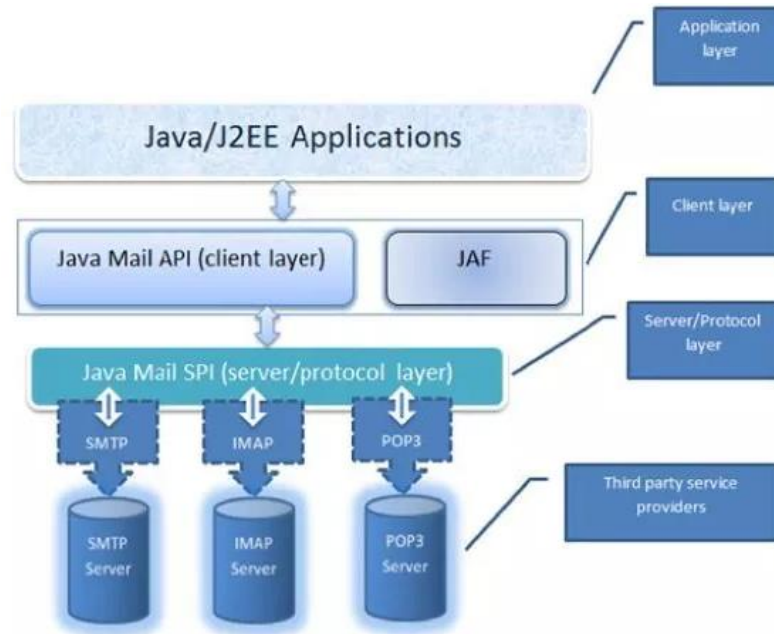 Application
layer
Java/J2EE Applications
Client layer
Java Mail API (client layer)
JAF
Server/Protocol
layer
Java Mail SPI (server/protocol layer)
SMTP
IMAP
POP3
Third party service
providers
SMTP
Server
IMAP
Server
POP3
Server